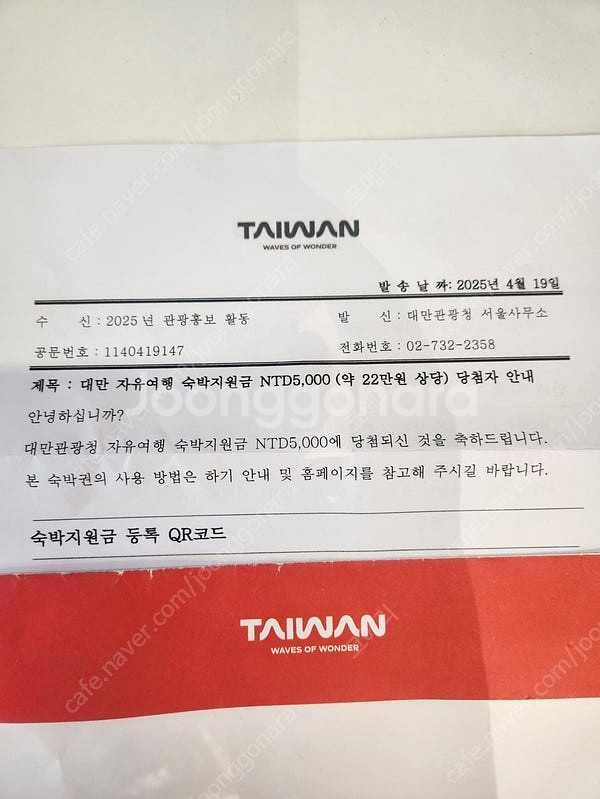 TAIWAN
WAVES OF WONDER
발 송 날 짜: 2025년 4월 19일
수 신 : 2025년 관광홍보 활동 발 신 : 대만관광청 서울사무소
공문번호 : 1140419147 전화번호 : 02-732-2358
제목 : 대만 자유여행 숙박지원금 NTD5,000 (약 22만원 상당) 당첨자 안내
안녕하십니까?
Joonggonara
대만관광청 자유여행 숙박지원금 NTD5,000에 당첨되신 것을 축하드립니다.
본 숙박권의 사용 방법은 하기 안내 및 홈페이지를 참고해 주시길 바랍니다.
숙박지원금 등록 QR코드
TAIWAN
WAVES OF WONDER
cafe.naver.com/joonggonara